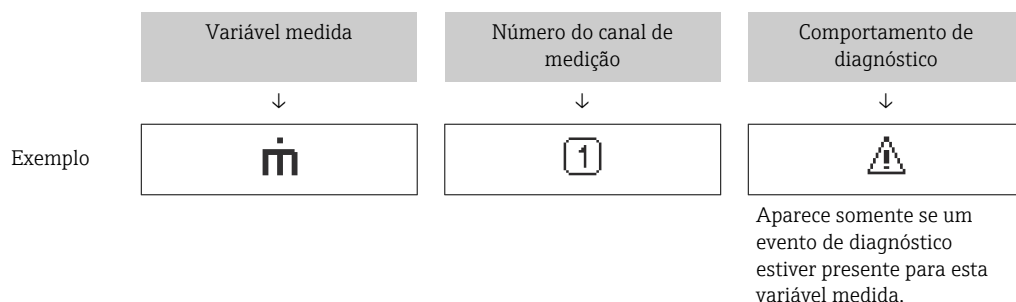 Variável medida
Número do canal de
medição
Comportamento de
diagnóstico
↓ ↓ ↓
Exemplo
ṁ
1
Aparece somente se um
evento de diagnóstico
estiver presente para esta
variável medida.